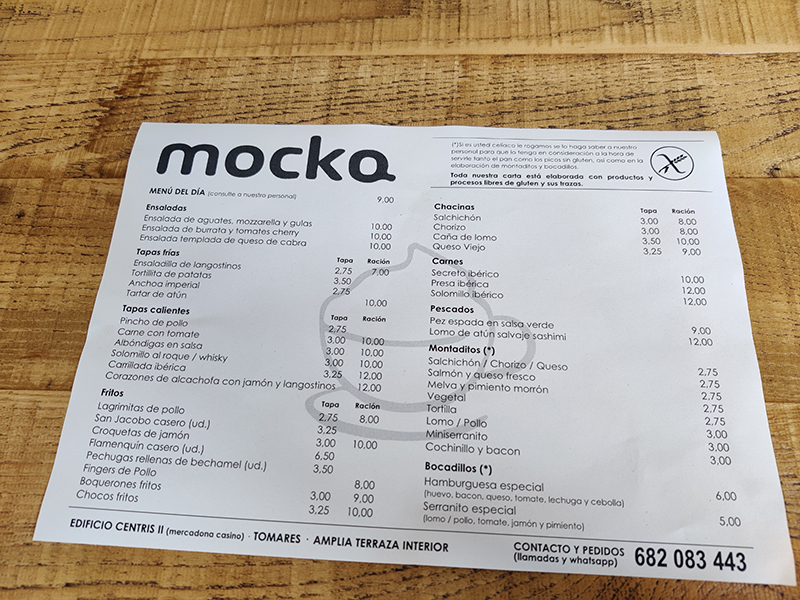 mocka
MENÚ DEL DÍA (consulte a nuestro personal) 9,00
Ensaladas
Ensalada de aguates, mozzarella y gulas 10,00
Ensalada de burrata y tomates cherry 10,00
Ensalada templada de queso de cabra 10,00
Tapas frías Tapa Ración
Ensaladilla de langostinos 2,75 7,00
Tortillita de patatas 3,50
Anchoa imperial 2,75
Tartar de atún 10,00
Tapas calientes Tapa Ración
Pincho de pollo 2,75
Carne con tomate 3,00 10,00
Albóndigas en salsa 3,00 10,00
Solomillo al roque / whisky 3,00 10,00
Carrillada ibérica 3,25 12,00
Corazones de alcachofa con jamón y langostinos 12,00
Fritos Tapa Ración
Lagrimitas de pollo 2,75 8,00
San Jacobo casero (ud.) 3,25
Croquetas de jamón 3,00 10,00
Flamenquín casero (ud.) 6,50
Pechugas rellenas de bechamel (ud.) 3,50
Fingers de Pollo 8,00
Boquerones fritos 3,00 9,00
Chocos fritos 3,25 10,00
(*)Si es usted celiaco le rogamos se lo haga saber a nuestro
personal para que lo tenga en consideración a la hora de
servirle tanto el pan como los picos sin gluten, así como en la
elaboración de montaditos y bocadillos.
Toda nuestra carta está elaborada con productos y
procesos libres de gluten y sus trazas.
Chacinas Tapa Ración
Salchichón 3,00 8,00
Chorizo 3,00 8,00
Caña de lomo 3,50 10,00
Queso Viejo 3,25 9,00
Carnes
Secreto ibérico 10,00
Presa ibérica 12,00
Solomillo ibérico 12,00
Pescados
Pez espada en salsa verde 9,00
Lomo de atún salvaje sashimi 12,00
Montaditos (*)
Salchichón / Chorizo / Queso 2,75
Salmón y queso fresco 2,75
Melva y pimiento morrón 2,75
Vegetal 2,75
Tortilla 2,75
Lomo / Pollo 3,00
Miniserranito 3,00
Cochinillo y bacon 3,00
Bocadillos (*)
Hamburguesa especial 6,00
(huevo, bacon, queso, tomate, lechuga y cebolla)
Serranito especial 5,00
(lomo / pollo, tomate, jamón y pimiento)
EDIFICIO CENTRIS II (mercadona casino) · TOMARES · AMPLIA TERRAZA INTERIOR
CONTACTO Y PEDIDOS
(llamadas y whatsapp) 682 083 443